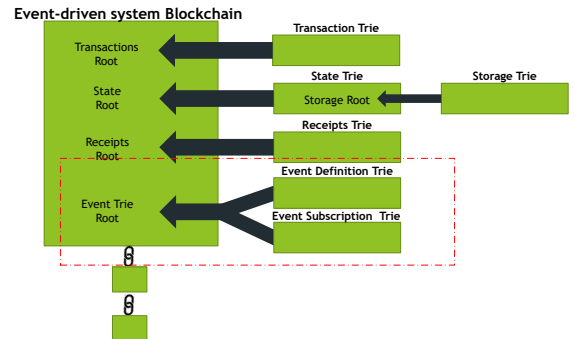 Event-driven system Blockchain
Transaction Trie
Transactions
Root
State Trie
Storage Trie
State
Root
Storage Root
Receipts Trie
Receipts
Root
Event Definition Trie
Event Trie
Root
Event Subscription Trie